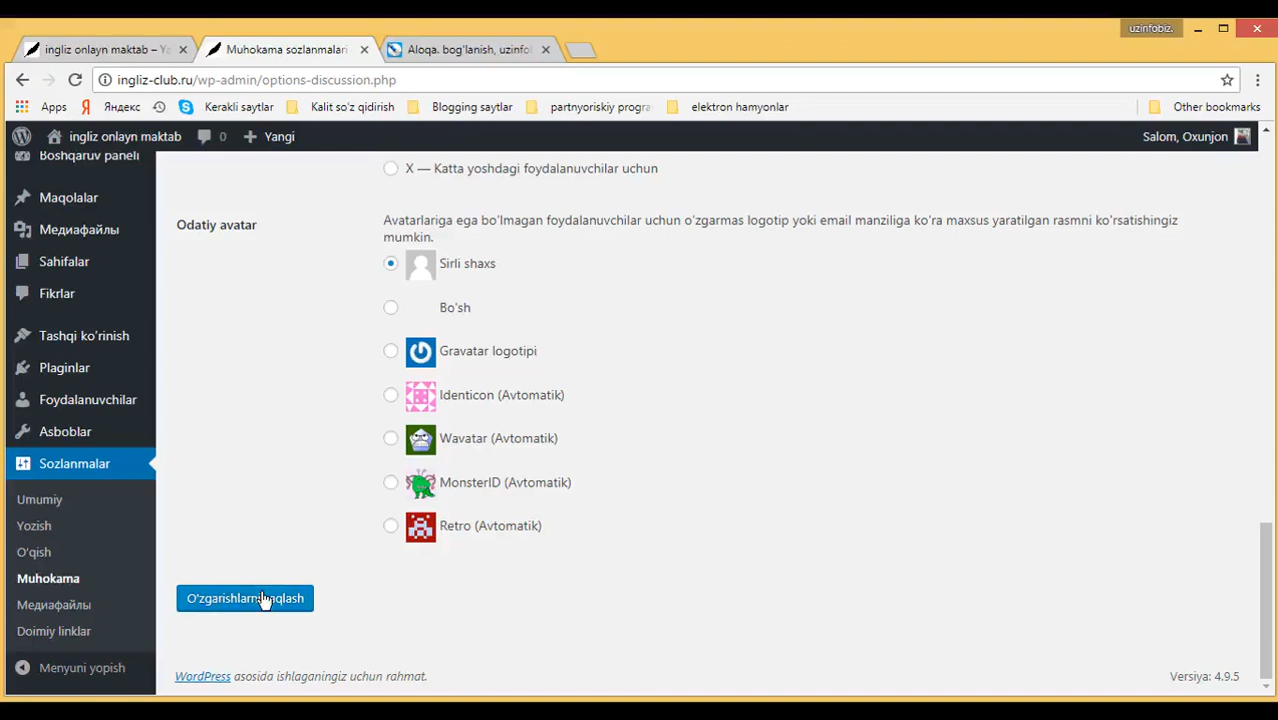 uzinfobiz.
ingliz onlayn maktab – Ya
Muhokama sozlanmalari
Aloqa. bog'lanish, uzinfo
ingliz-club.ru/wp-admin/options-discussion.php
Apps
Яндекс
Kerakli saytlar
Kalit so'z qidirish
Blogging saytlar
partnyoriskiy progra
elektron hamyonlar
Other bookmarks
ingliz onlayn maktab
0
Yangi
Salom, Oxunjon
Boshqaruv paneli
Maqolalar
Медиафайлы
Sahifalar
Fikrlar
Tashqi ko'rinish
Plaginlar
Foydalanuvchilar
Asboblar
Sozlanmalar
Umumiy
Yozish
O'qish
Muhokama
Медиафайлы
Doimiy linklar
Menyuni yopish
X — Katta yoshdagi foydalanuvchilar uchun
Odatiy avatar
Avatarlariga ega bo'lmagan foydalanuvchilar uchun o'zgarmas logotip yoki email manziliga ko'ra maxsus yaratilgan rasmni ko'rsatishingiz
mumkin.
Sirli shaxs
Bo'sh
Gravatar logotipi
Identicon (Avtomatik)
Wavatar (Avtomatik)
MonsterID (Avtomatik)
Retro (Avtomatik)
WordPress asosida ishlaganingiz uchun rahmat.
Versiya: 4.9.5